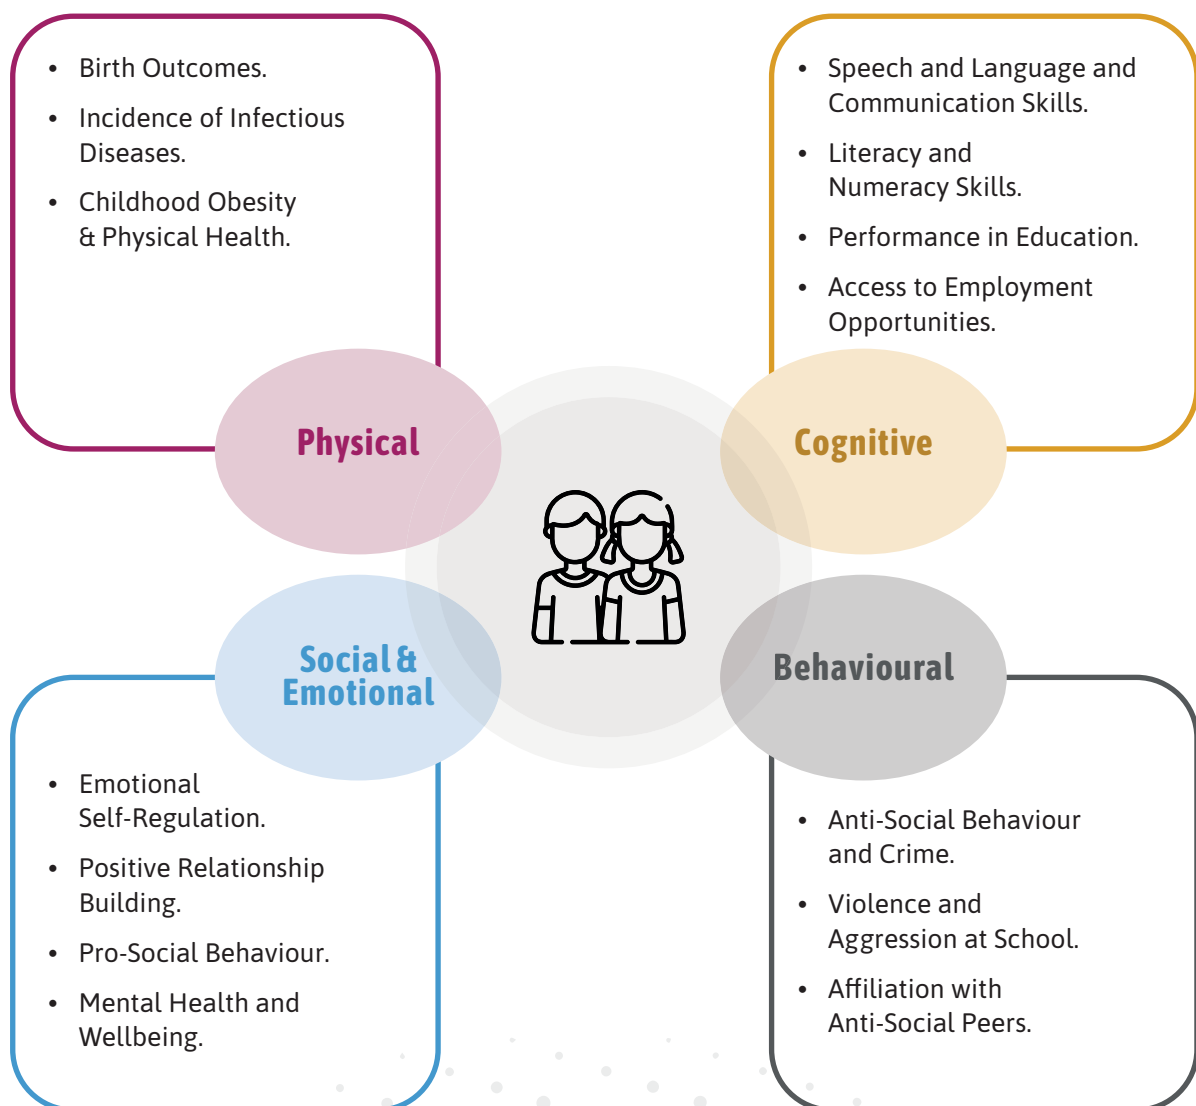 • Birth Outcomes.
• Incidence of Infectious
Diseases.
• Childhood Obesity
& Physical Health.
Physical
• Speech and Language and
Communication Skills.
• Literacy and
Numeracy Skills.
• Performance in Education.
• Access to Employment
Opportunities.
Cognitive
Social &
Emotional
• Emotional
Self-Regulation.
• Positive Relationship
Building.
• Pro-Social Behaviour.
• Mental Health and
Wellbeing.
Behavioural
• Anti-Social Behaviour
and Crime.
• Violence and
Aggression at School.
• Affiliation with
Anti-Social Peers.